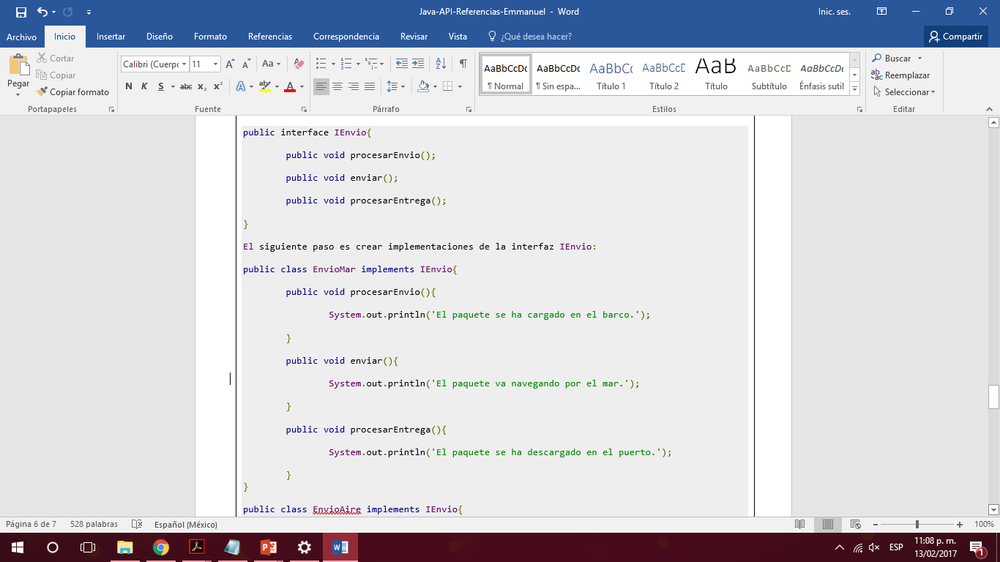 Java-API-Referencias-Emmanuel - Word
Inic. ses.
Archivo Inicio Insertar Diseño Formato Referencias Correspondencia Revisar Vista ¿Qué desea hacer? Compartir
Pegar
Cortar
Copiar
Copiar formato
Portapapeles
Calibri (Cuerpo 11
N K S abc x₂ x²
Fuente
Párrafo
AaBbCcDc AaBbCcDc AaBbCc AaBbCcD AaB AaBbCcD AaBbCcDc
¶ Normal ¶ Sin espa... Título 1 Título 2 Título Subtítulo Énfasis sutil
Estilos
Buscar
Reemplazar
Seleccionar
Editar
public interface IEnvio{
public void procesarEnvio();
public void enviar();
public void procesarEntrega();
}
El siguiente paso es crear implementaciones de la interfaz IEnvio:
public class EnvioMar implements IEnvio{
public void procesarEnvio(){
System.out.println('El paquete se ha cargado en el barco.');
}
public void enviar(){
System.out.println('El paquete va navegando por el mar.');
}
public void procesarEntrega(){
System.out.println('El paquete se ha descargado en el puerto.');
}
}
public class EnvioAire implements IEnvio{
Página 6 de 7 528 palabras Español (México) 100%
ESP
11:08 p. m.
13/02/2017
1